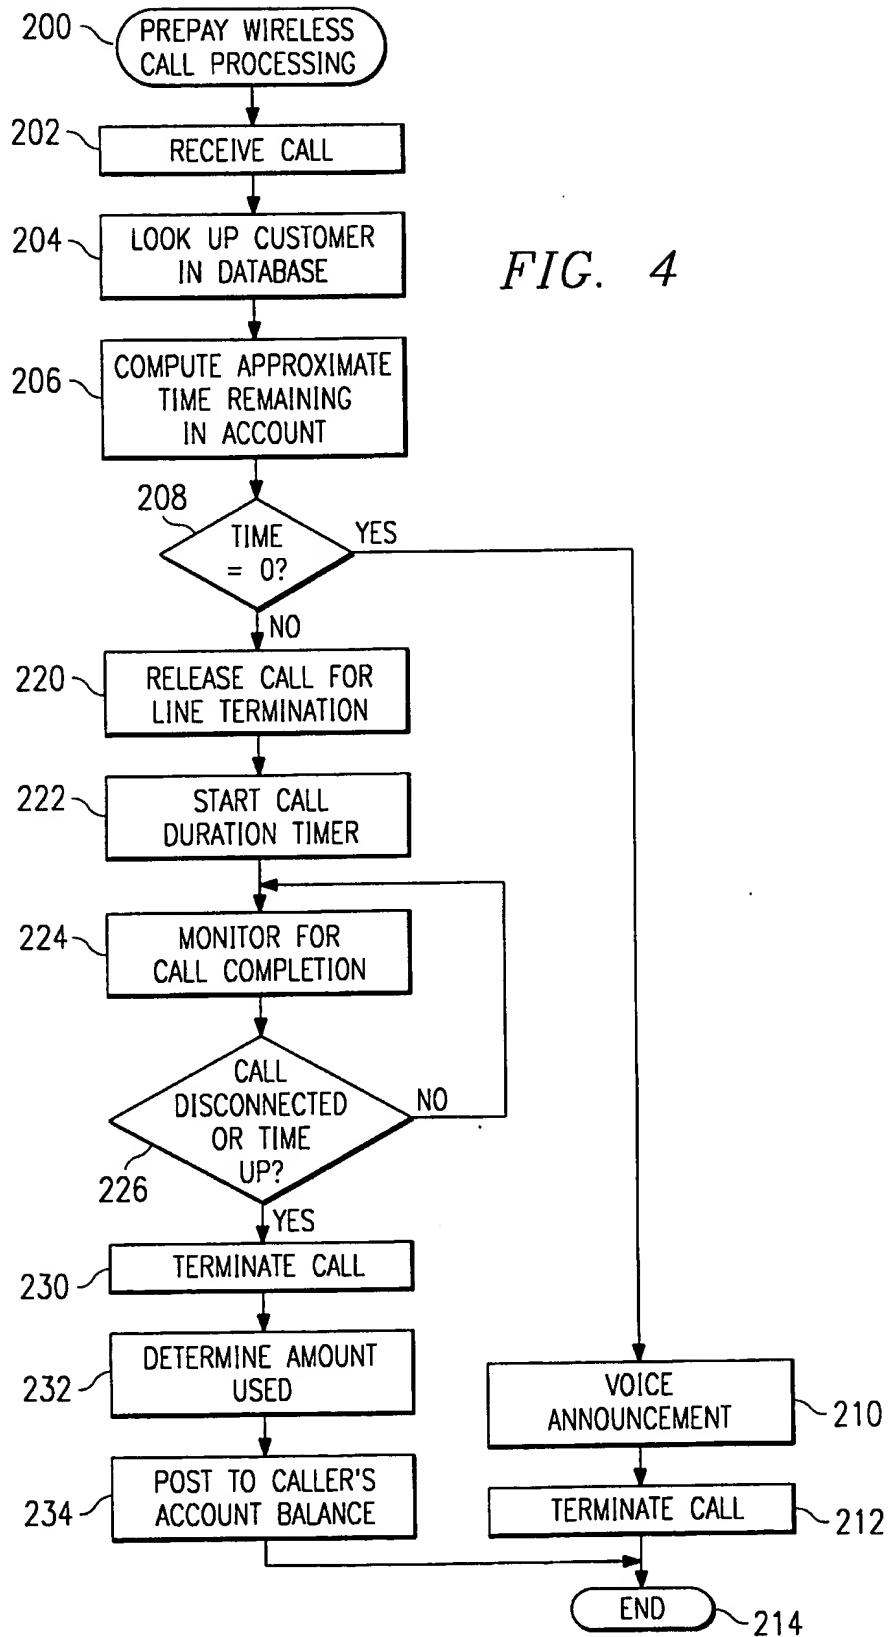 200
PREPAY WIRELESS
CALL PROCESSING
202
RECEIVE CALL
204
LOOK UP CUSTOMER
IN DATABASE
FIG. 4
206
COMPUTE APPROXIMATE
TIME REMAINING
IN ACCOUNT
208
TIME
= 0?
YES
NO
220
RELEASE CALL FOR
LINE TERMINATION
222
START CALL
DURATION TIMER
224
MONITOR FOR
CALL COMPLETION
CALL
DISCONNECTED
OR TIME
UP?
NO
226
YES
230
TERMINATE CALL
232
DETERMINE AMOUNT
USED
VOICE
ANNOUNCEMENT
210
234
POST TO CALLER'S
ACCOUNT BALANCE
TERMINATE CALL
212
END
214